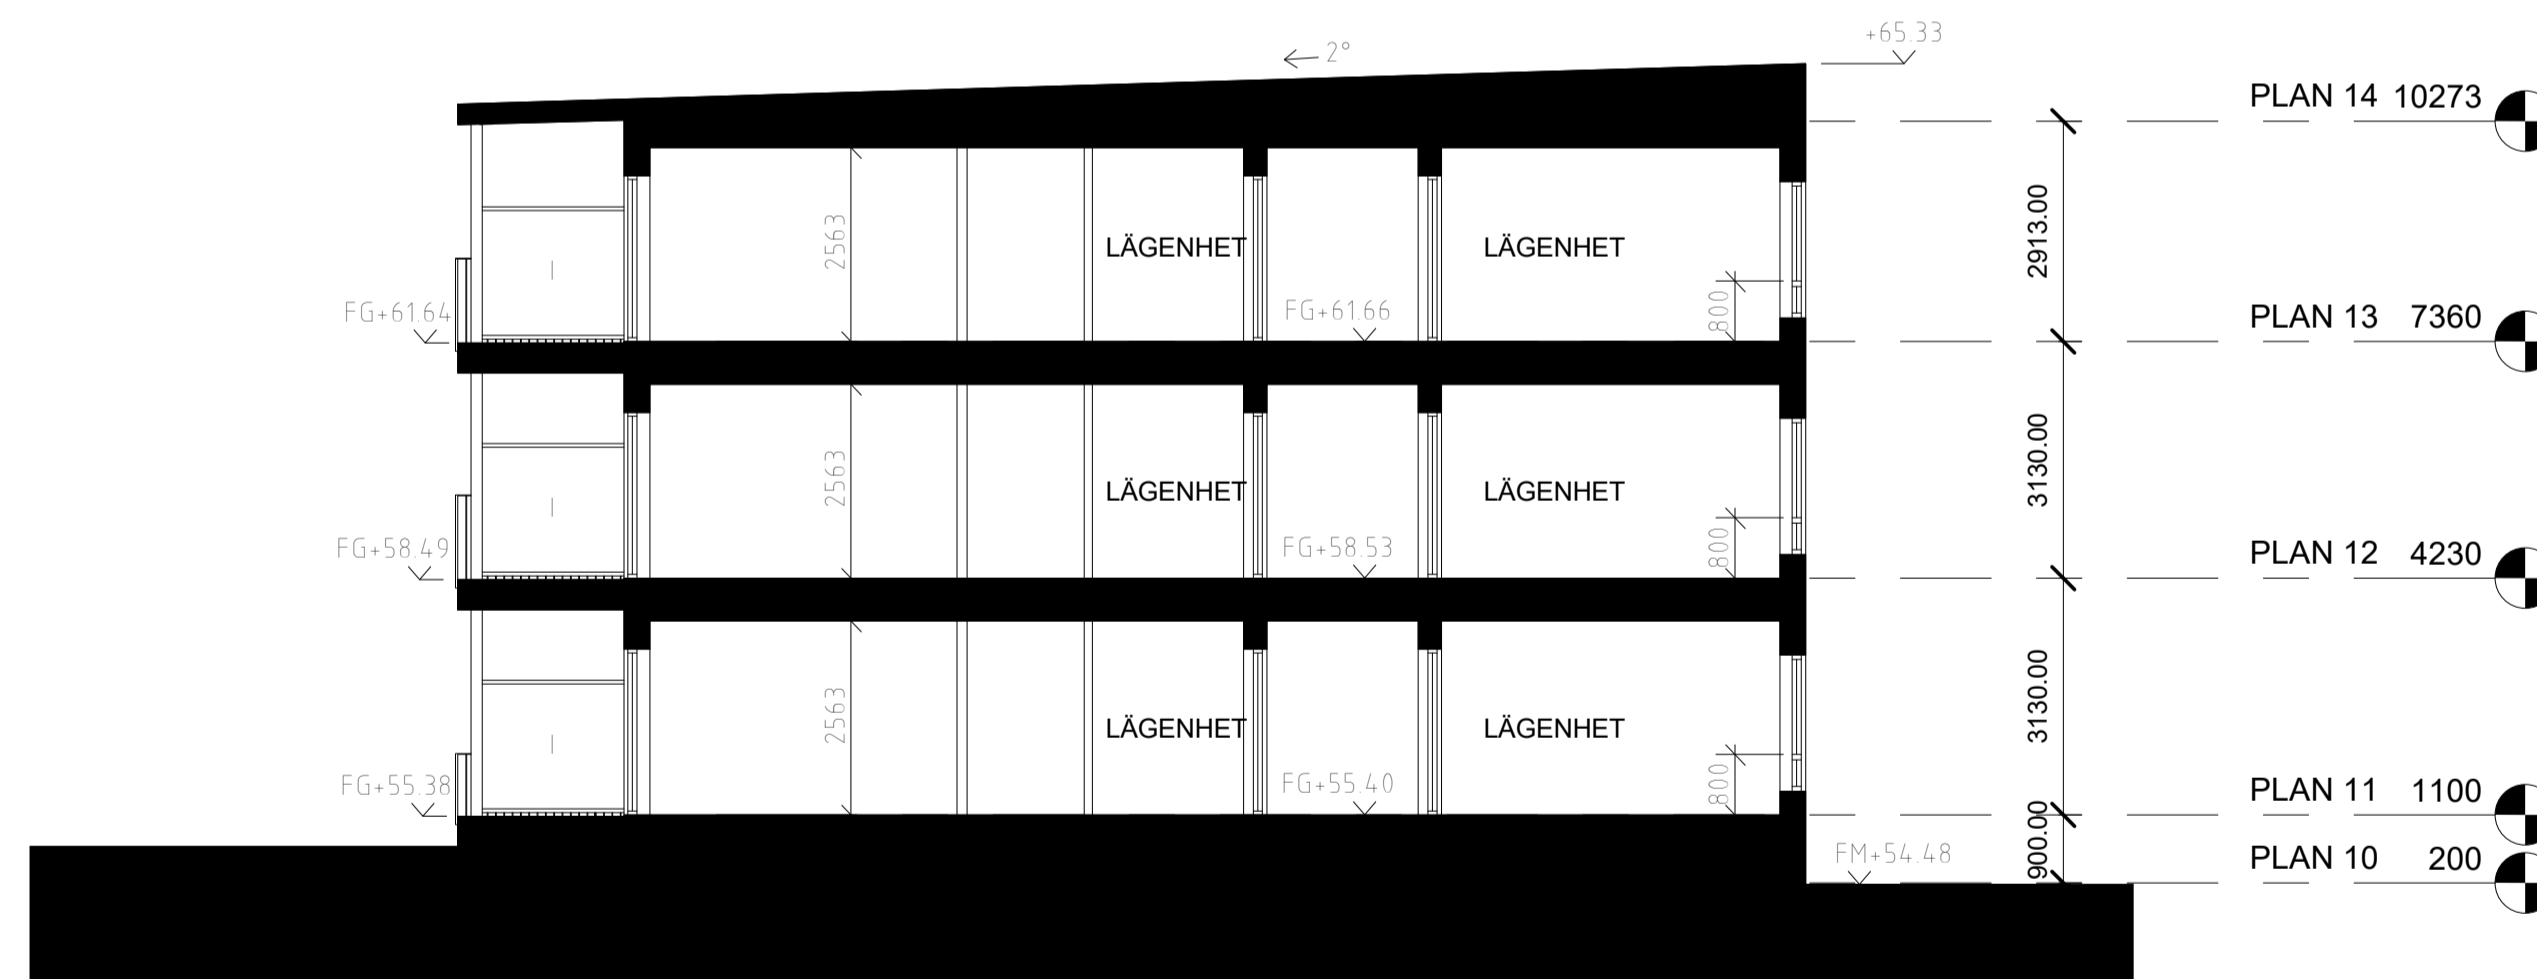 +65.33
2°
PLAN 14 10273
2913.00
2563
LÄGENHET
LÄGENHET
800
FG+61.64
FG+61.66
PLAN 13 7360
3130.00
2563
LÄGENHET
LÄGENHET
800
FG+58.49
FG+58.53
PLAN 12 4230
3130.00
2563
LÄGENHET
LÄGENHET
800
FG+55.38
FG+55.40
PLAN 11 1100
900.00
FM+54.48
PLAN 10 200